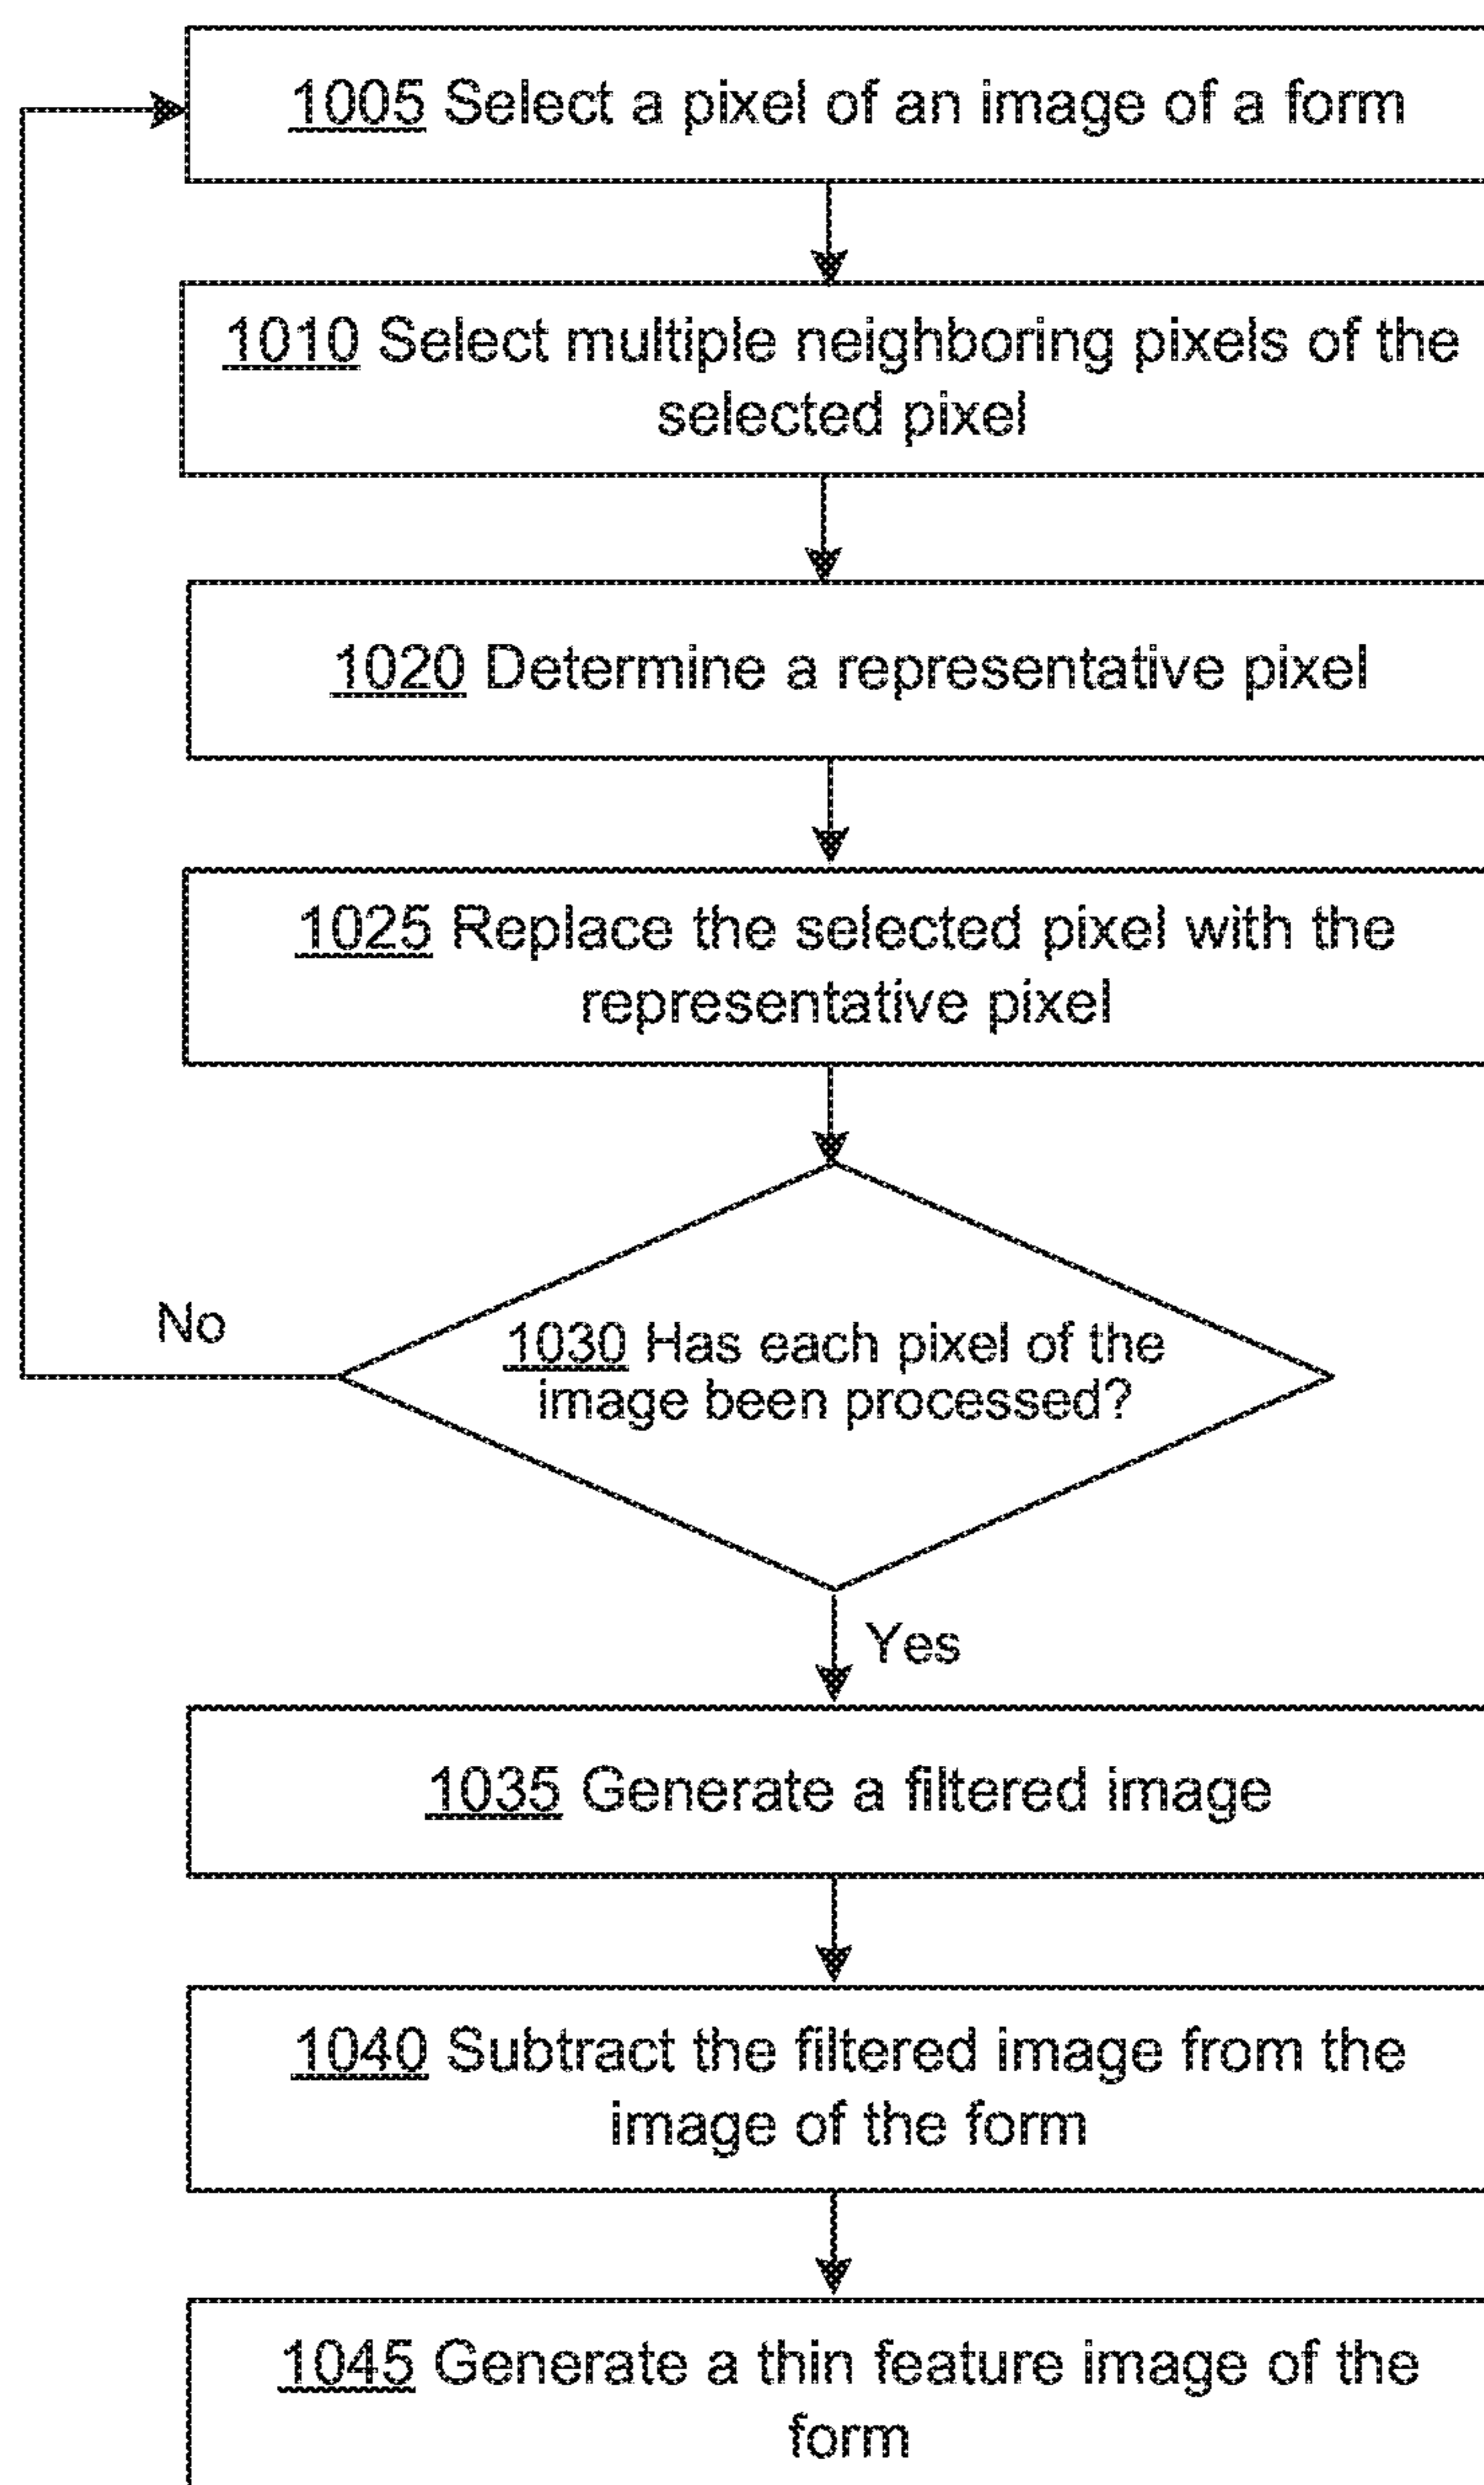 1005 Select a pixel of an image of a form
1010 Select multiple neighboring pixels of the
selected pixel
1020 Determine a representative pixel
1025 Replace the selected pixel with the
representative pixel
No
1030 Has each pixel of the
image been processed?
Yes
1035 Generate a filtered image
1040 Subtract the filtered image from the
image of the form
1045 Generate a thin feature image of the
form